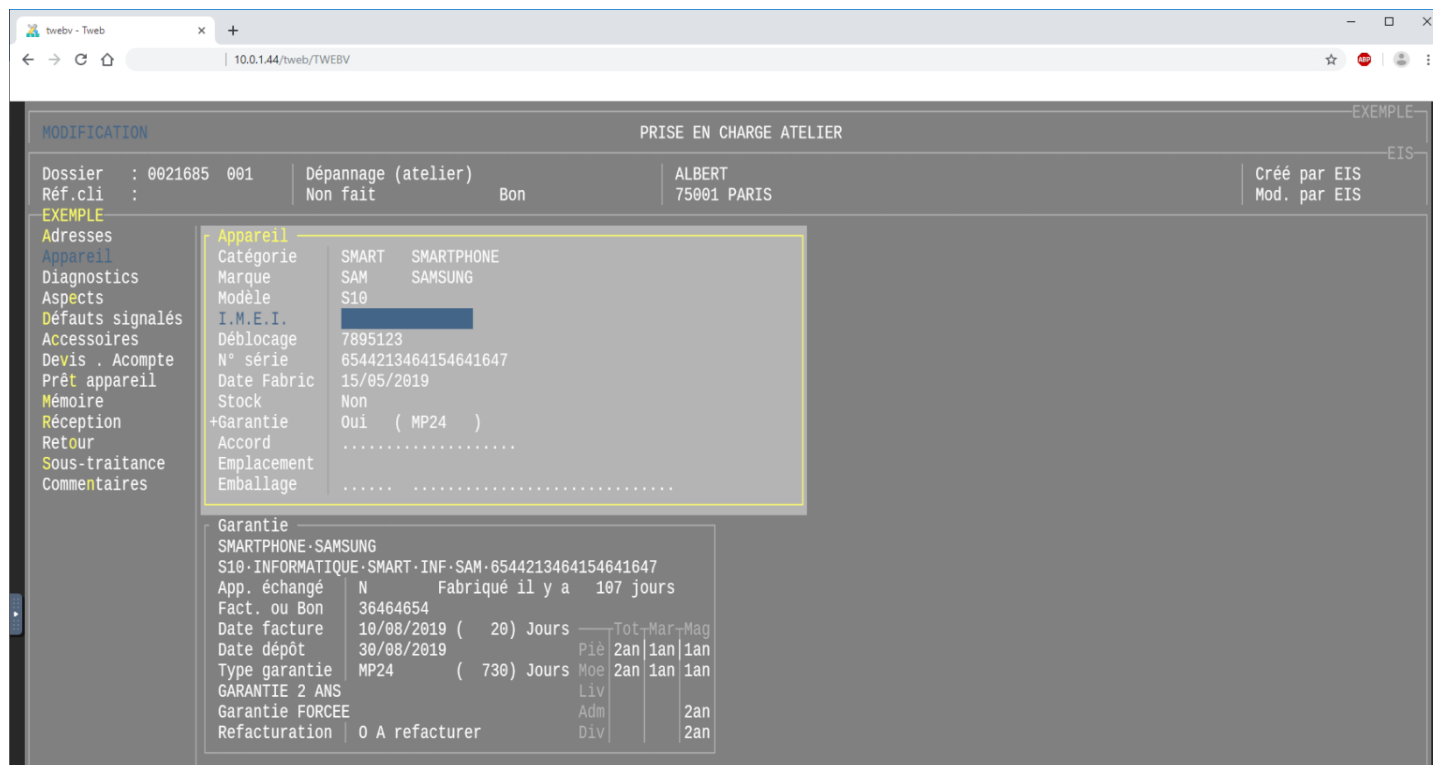 twebv - Tweb
10.0.1.44/tweb/TWEBV
ABP
EXEMPLE
MODIFICATION PRISE EN CHARGE ATELIER
EIS
Dossier : 0021685 001 Dépannage (atelier) ALBERT Créé par EIS
Réf.cli : Non fait Bon 75001 PARIS Mod. par EIS
EXEMPLE
Adresses
Appareil
Diagnostics
Aspects
Défauts signalés
Accessoires
Devis . Acompte
Prêt appareil
Mémoire
Réception
Retour
Sous-traitance
Commentaires
Appareil
Catégorie SMART SMARTPHONE
Marque SAM SAMSUNG
Modèle S10
I.M.E.I.
Déblocage 7895123
N° série 6544213464154641647
Date Fabric 15/05/2019
Stock Non
+Garantie Oui ( MP24 )
Accord ....................
Emplacement
Emballage ...... ..............................
Garantie
SMARTPHONE·SAMSUNG
S10·INFORMATIQUE·SMART·INF·SAM·6544213464154641647
App. échangé N Fabriqué il y a 107 jours
Fact. ou Bon 36464654
Date facture 10/08/2019 ( 20) Jours Tot Mar Mag
Date dépôt 30/08/2019 Piè 2an 1an 1an
Type garantie MP24 ( 730) Jours Moe 2an 1an 1an
GARANTIE 2 ANS Liv
Garantie FORCEE Adm 2an
Refacturation O A refacturer Div 2an